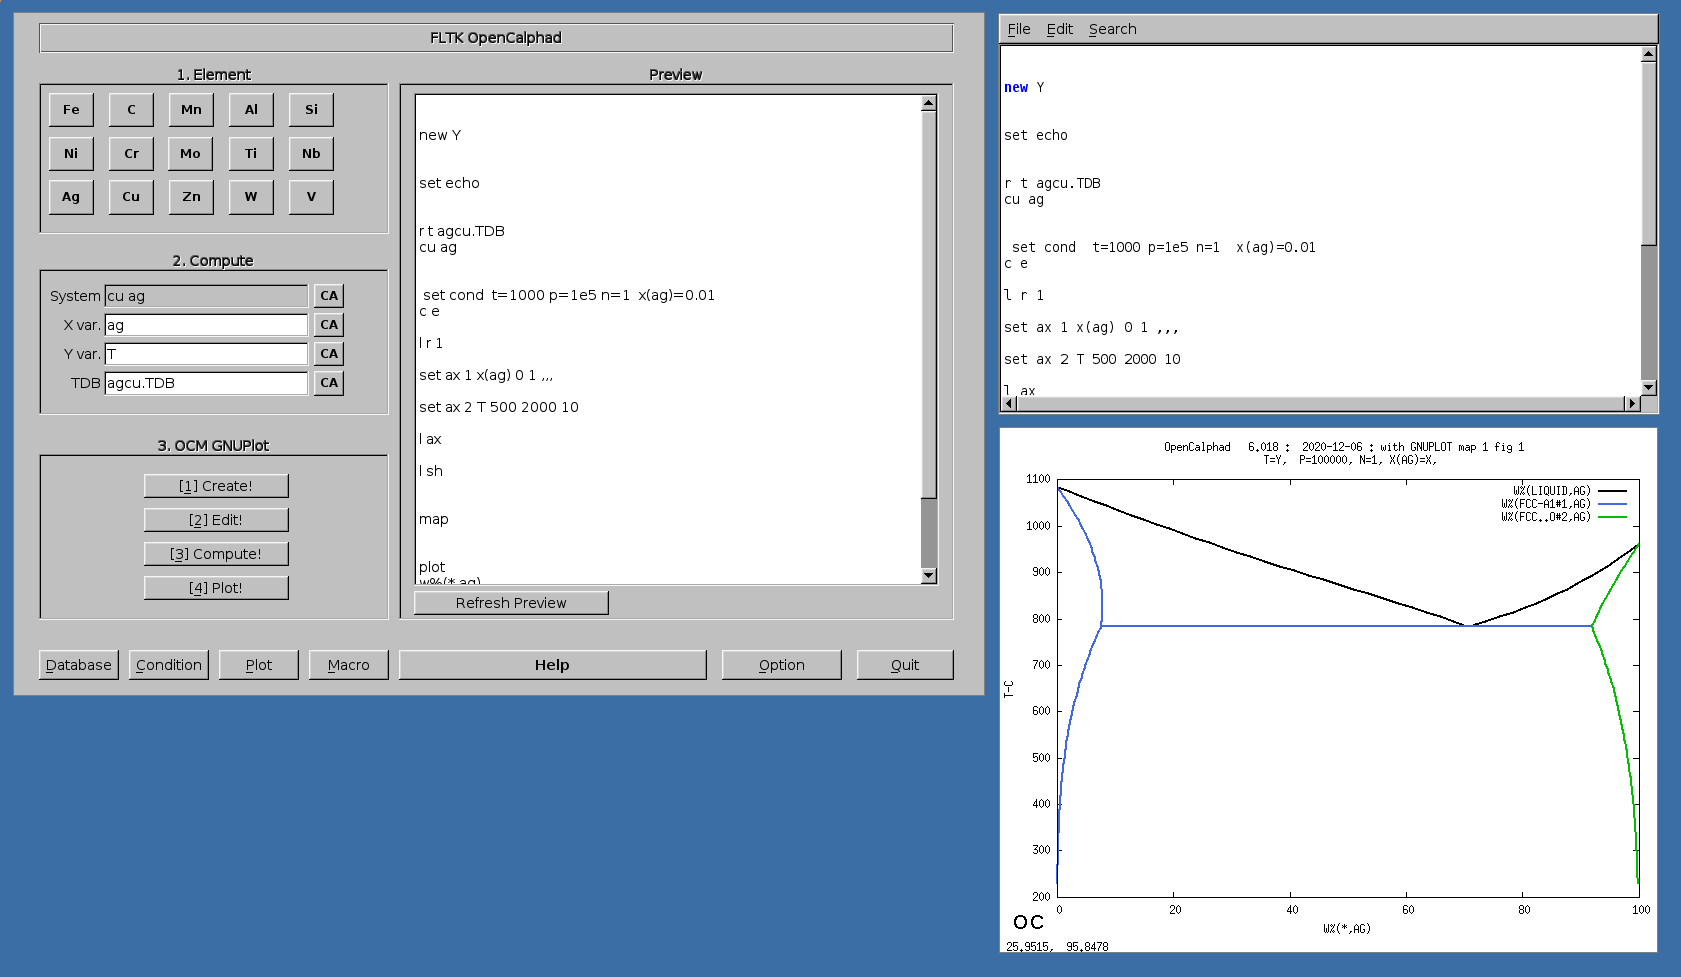 FLTK OpenCalphad
1. Element
Fe C Mn Al Si
Ni Cr Mo Ti Nb
Ag Cu Zn W V
2. Compute
System cu ag CA
X var. ag CA
Y var. T CA
TDB agcu.TDB CA
3. OCM GNUPlot
[1] Create!
[2] Edit!
[3] Compute!
[4] Plot!
Preview
new Y
set echo
r t agcu.TDB
cu ag
set cond  t=1000 p=1e5 n=1  x(ag)=0.01
c e
l r 1
set ax 1 x(ag) 0 1 ,,,
set ax 2 T 500 2000 10
l ax
l sh
map
plot
w%(*,ag)
Refresh Preview
Database Condition Plot Macro Help Option Quit
File Edit Search
new Y
set echo
r t agcu.TDB
cu ag
set cond  t=1000 p=1e5 n=1  x(ag)=0.01
c e
l r 1
set ax 1 x(ag) 0 1 ,,,
set ax 2 T 500 2000 10
l ax
OpenCalphad  6.018 :  2020-12-06 : with GNUPLOT map 1 fig 1
T=Y,  P=100000, N=1, X(AG)=X,
W%(LIQUID,AG)
W%(FCC-A1#1,AG)
W%(FCC..O#2,AG)
1100
1000
900
800
700
600
500
400
300
200
T-C
0 20 40 60 80 100
W%(*,AG)
OC
25.9515,  95.8478